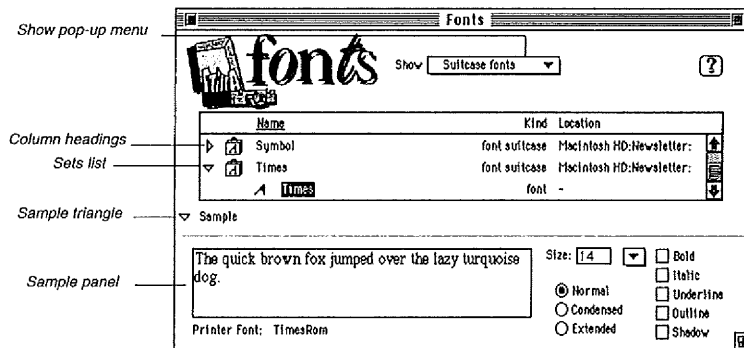 Fonts
Show pop-up menu
fonts
Show Suitcase fonts
?
Name Kind Location
Column headings
Symbol font suitcase Macintosh HD:Newsletter:
Sets list
Times font suitcase Macintosh HD:Newsletter:
Times font -
Sample triangle
Sample
The quick brown fox jumped over the lazy turquoise
dog.
Sample panel
Printer Font: TimesRom
Size: 14
Normal
Condensed
Extended
Bold
Italic
Underline
Outline
Shadow